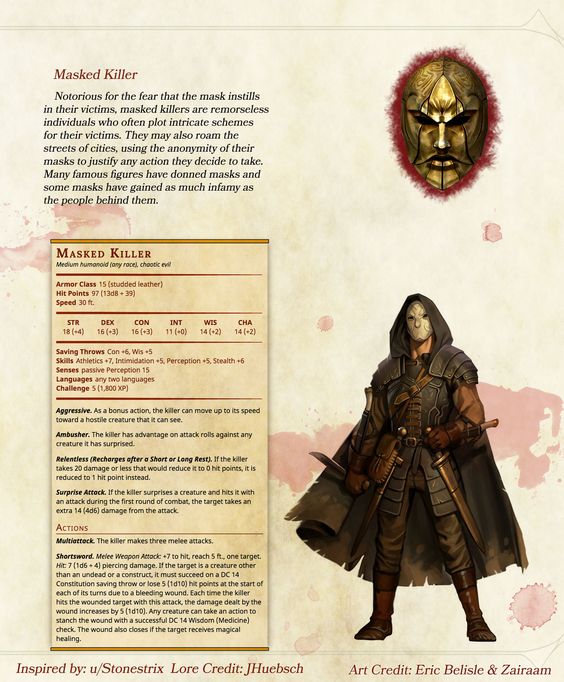 Masked Killer
Notorious for the fear that the mask instills
in their victims, masked killers are remorseless
individuals who often plot intricate schemes
for their victims. They may also roam the
streets of cities, using the anonymity of their
masks to justify any action they decide to take.
Many famous figures have donned masks and
some masks have gained as much infamy as
the people behind them.
Masked Killer
Medium humanoid (any race), chaotic evil
Armor Class 15 (studded leather)
Hit Points 97 (13d8 + 39)
Speed 30 ft.
STR DEX CON INT WIS CHA
18 (+4) 16 (+3) 16 (+3) 11 (+0) 14 (+2) 14 (+2)
Saving Throws Con +6, Wis +5
Skills Athletics +7, Intimidation +5, Perception +5, Stealth +6
Senses passive Perception 15
Languages any two languages
Challenge 5 (1,800 XP)
Aggressive. As a bonus action, the killer can move up to its speed
toward a hostile creature that it can see.
Ambusher. The killer has advantage on attack rolls against any
creature it has surprised.
Relentless (Recharges after a Short or Long Rest). If the killer
takes 20 damage or less that would reduce it to 0 hit points, it is
reduced to 1 hit point instead.
Surprise Attack. If the killer surprises a creature and hits it with
an attack during the first round of combat, the target takes an
extra 14 (4d6) damage from the attack.
Actions
Multiattack. The killer makes three melee attacks.
Shortsword. Melee Weapon Attack: +7 to hit, reach 5 ft., one target.
Hit: 7 (1d6 + 4) piercing damage. If the target is a creature other
than an undead or a construct, it must succeed on a DC 14
Constitution saving throw or lose 5 (1d10) hit points at the start of
each of its turns due to a bleeding wound. Each time the killer
hits the wounded target with this attack, the damage dealt by the
wound increases by 5 (1d10). Any creature can take an action to
stanch the wound with a successful DC 14 Wisdom (Medicine)
check. The wound also closes if the target receives magical
healing.
Inspired by: u/Stonestrix Lore Credit: JHuebsch
Art Credit: Eric Belisle & Zairaam